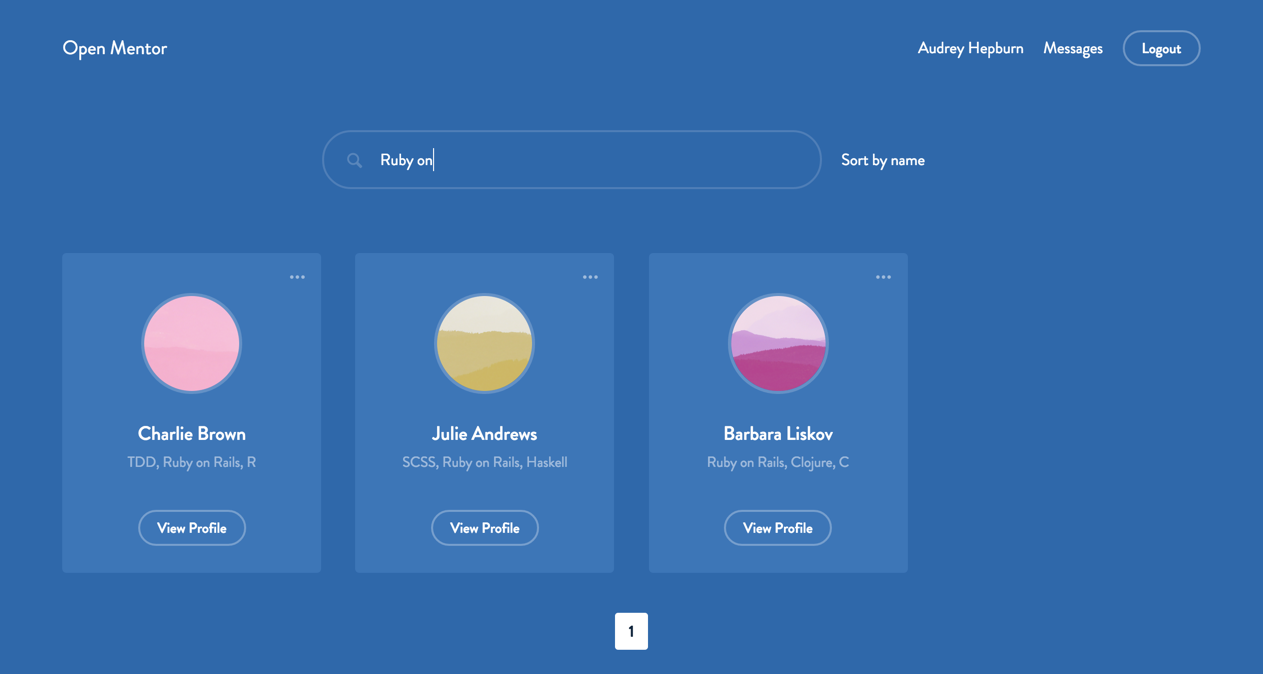 Open Mentor
Audrey Hepburn
Messages
Logout
Ruby on
Sort by name
Charlie Brown
TDD, Ruby on Rails, R
View Profile
Julie Andrews
SCSS, Ruby on Rails, Haskell
View Profile
Barbara Liskov
Ruby on Rails, Clojure, C
View Profile
1